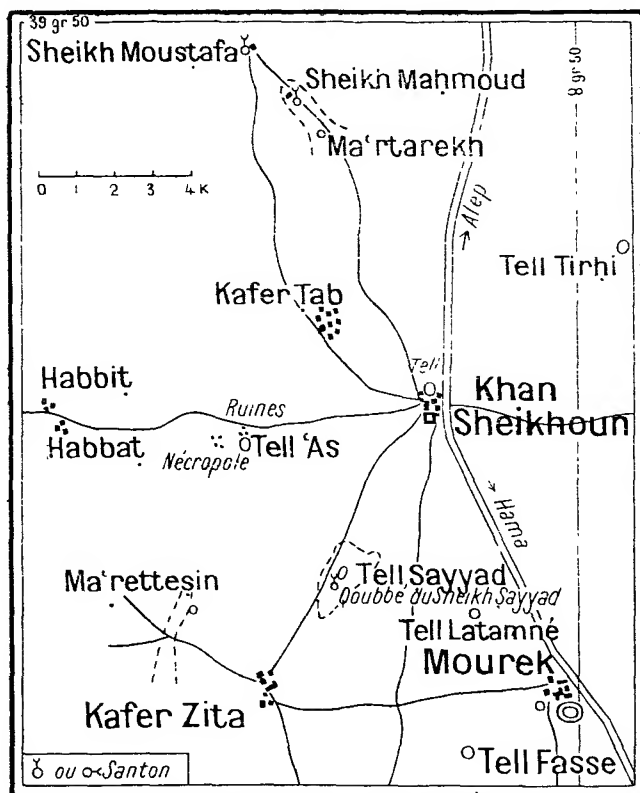 39 gr 50
8 gr 50
Sheikh Moustafa
Sheikh Mahmoud
Ma'rtarekh
0 1 2 3 4 K
Alep
Tell Tirhi
Kafer Tab
Tell
Habbit
Khan
Sheikhoun
Ruines
Habbat
Tell 'As
Nécropole
Hama
Ma'rettesin
Tell Sayyad
Doubbé du Sheikh Sayyad
Tell Latamné
Mourek
Kafer Zita
Tell Fasse
ou Santon